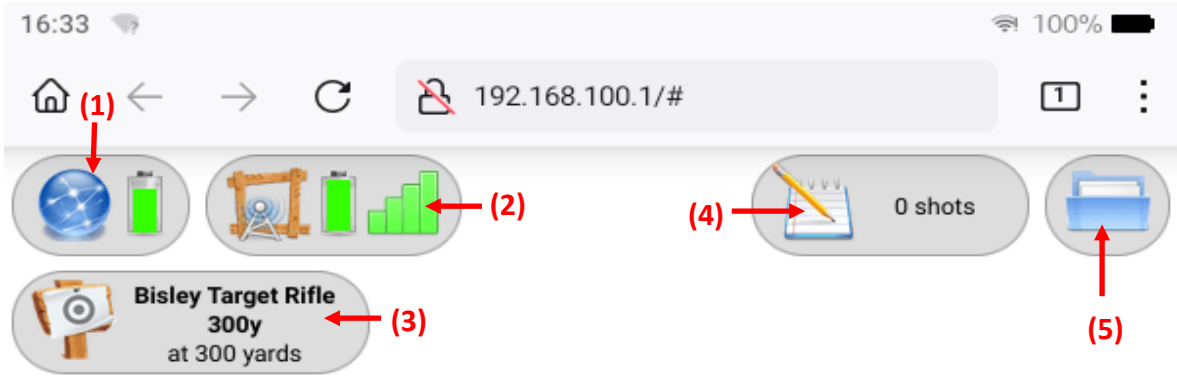 16:33
100%
192.168.100.1/#
1
(1)
(2)
(4)
0 shots
Bisley Target Rifle
300y
at 300 yards
(3)
(5)